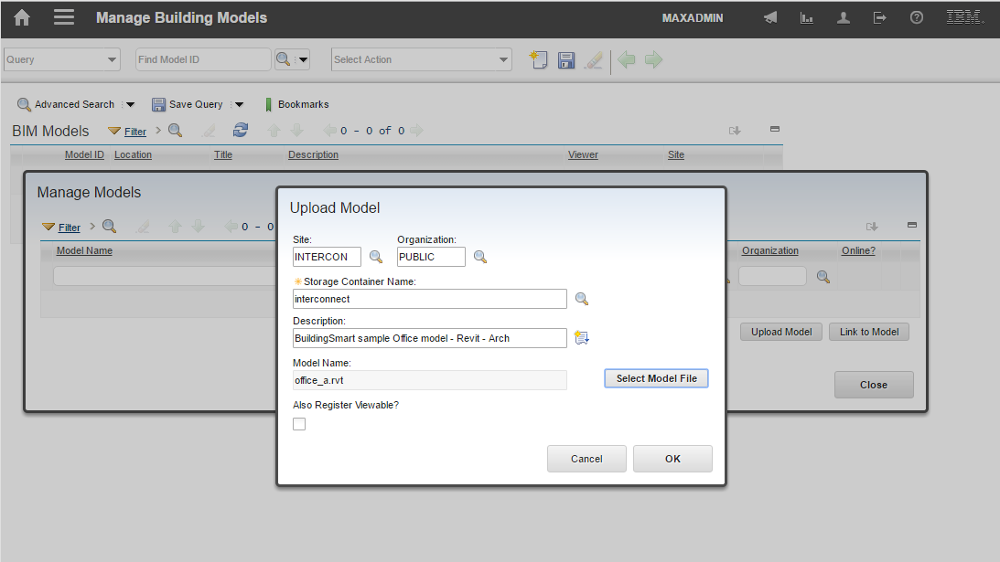 Manage Building Models MAXADMIN IBM.
Query Find Model ID Select Action
Advanced Search Save Query Bookmarks
BIM Models Filter 0 - 0 of 0
Model ID Location Title Description Viewer Site
Manage Models
Filter 0 - 0
Model Name Organization Online?
Upload Model Link to Model
Close
Upload Model
Site: Organization:
INTERCON PUBLIC
Storage Container Name:
interconnect
Description:
BuildingSmart sample Office model - Revit - Arch
Model Name:
office_a.rvt Select Model File
Also Register Viewable?
Cancel OK